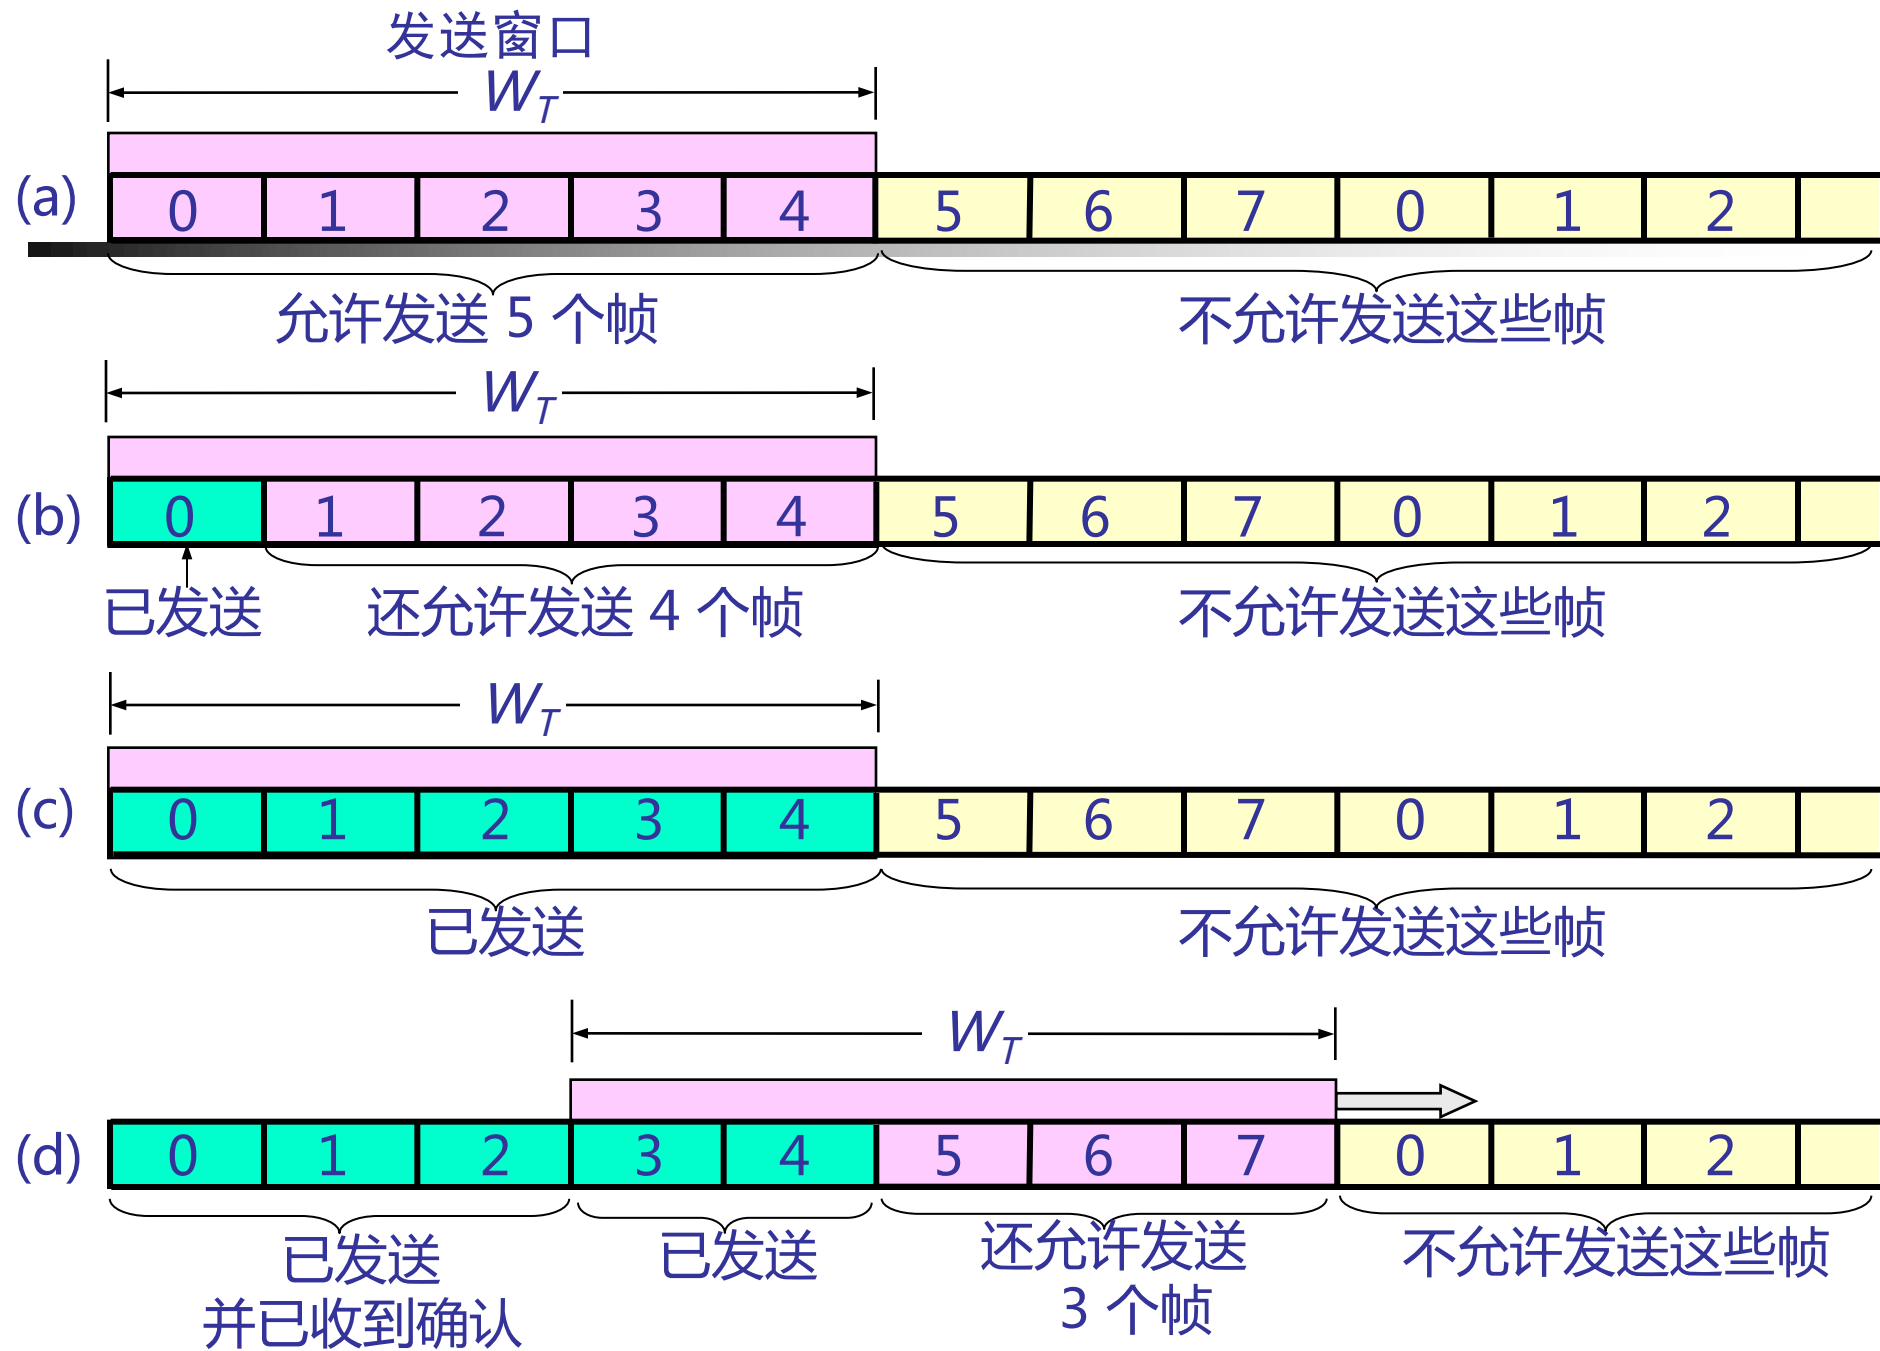 发送窗口
W_T
(a) 0 1 2 3 4 5 6 7 0 1 2
允许发送 5 个帧 不允许发送这些帧
W_T
(b) 0 1 2 3 4 5 6 7 0 1 2
已发送 还允许发送 4 个帧 不允许发送这些帧
W_T
(c) 0 1 2 3 4 5 6 7 0 1 2
已发送 不允许发送这些帧
W_T
(d) 0 1 2 3 4 5 6 7 0 1 2
已发送
并已收到确认
已发送
还允许发送
3 个帧
不允许发送这些帧